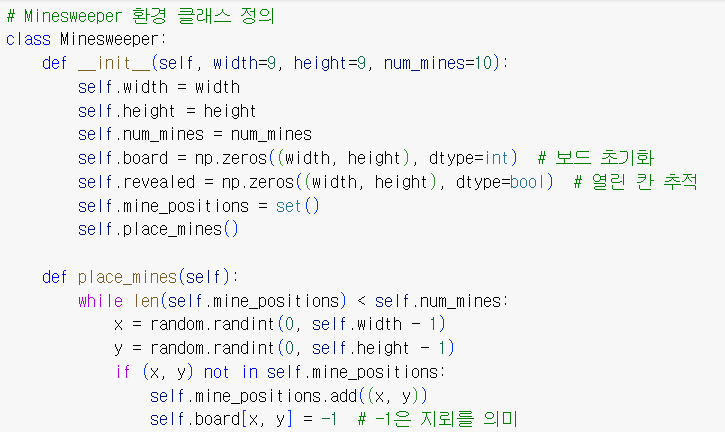 # Minesweeper 환경 클래스 정의
class Minesweeper:
    def __init__(self, width=9, height=9, num_mines=10):
        self.width = width
        self.height = height
        self.num_mines = num_mines
        self.board = np.zeros((width, height), dtype=int)  # 보드 초기화
        self.revealed = np.zeros((width, height), dtype=bool)  # 열린 칸 추적
        self.mine_positions = set()
        self.place_mines()

    def place_mines(self):
        while len(self.mine_positions) < self.num_mines:
            x = random.randint(0, self.width - 1)
            y = random.randint(0, self.height - 1)
            if (x, y) not in self.mine_positions:
                self.mine_positions.add((x, y))
                self.board[x, y] = -1  # -1은 지뢰를 의미